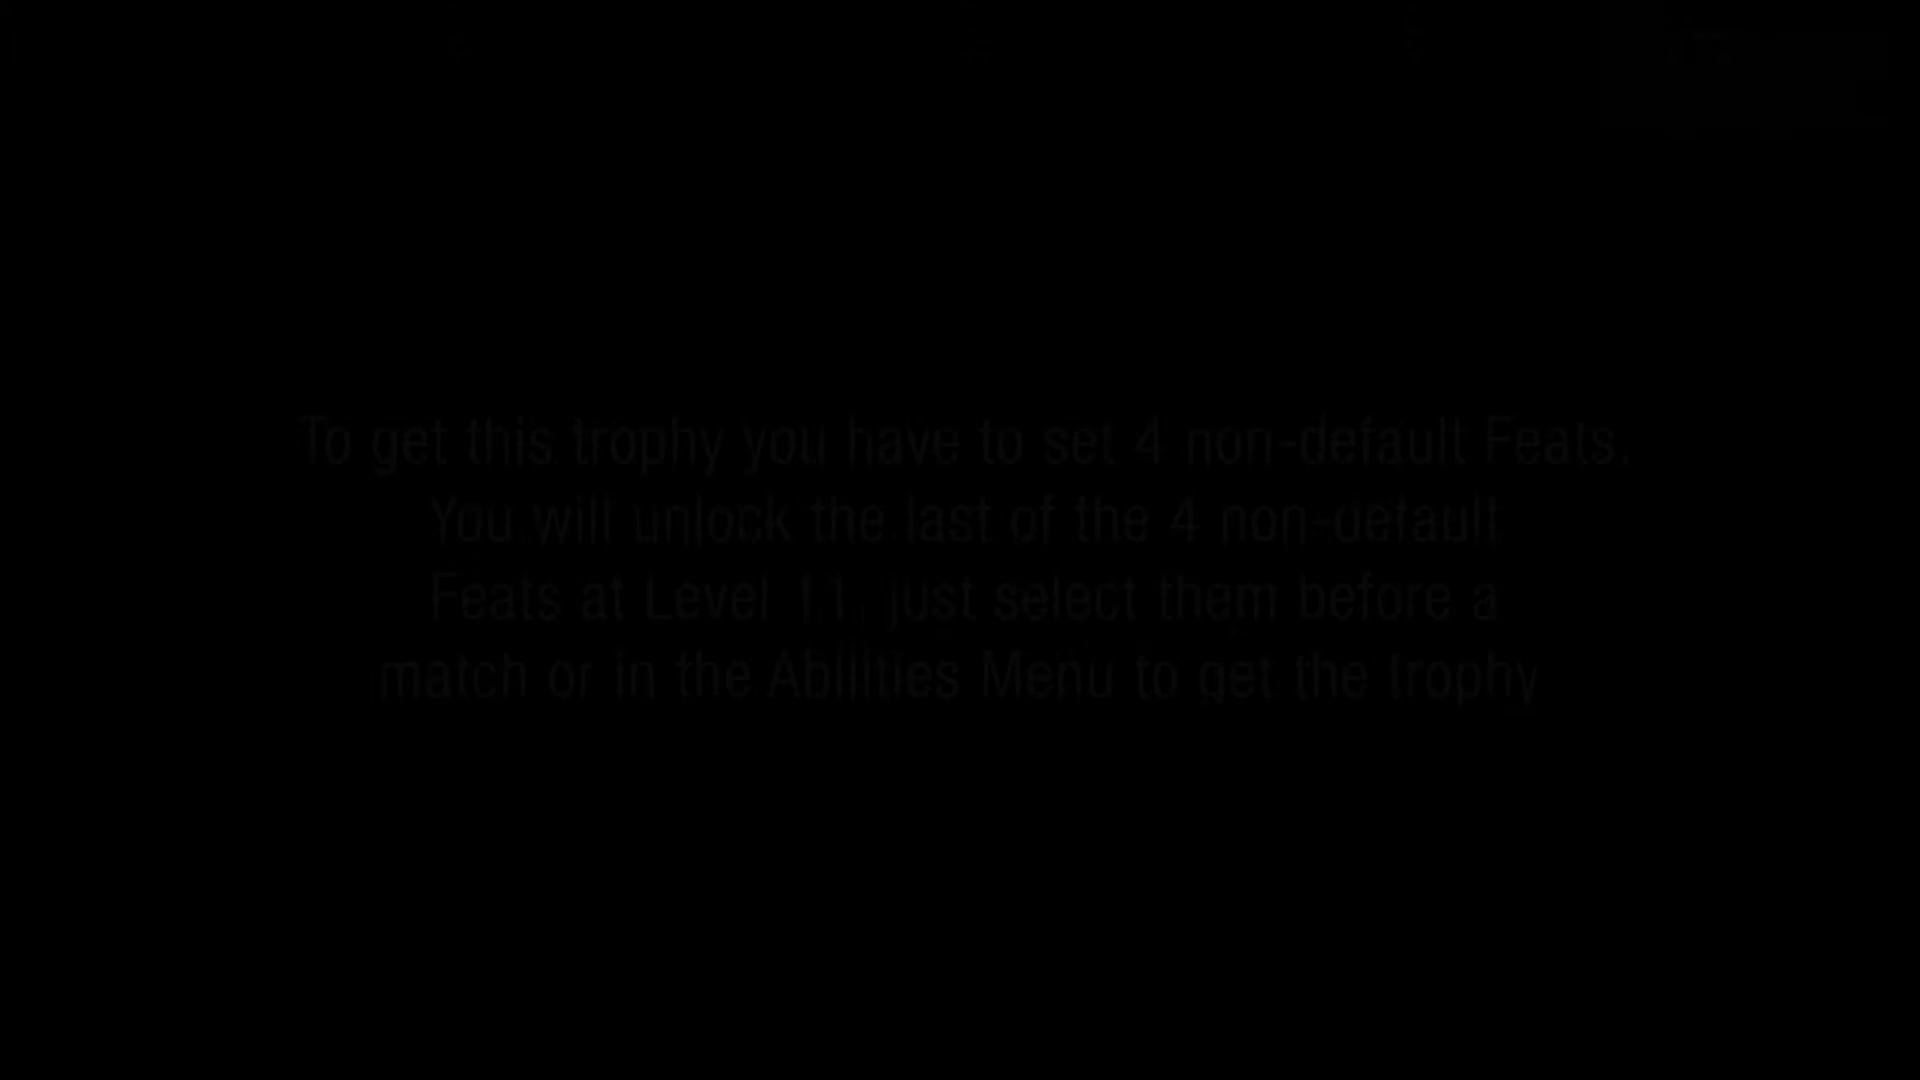 To get this trophy you have to set 4 non-default Feats.
You will unlock the last of the 4 non-default
Feats at Level 11, just select them before a
match or in the Abilities Menu to get the trophy